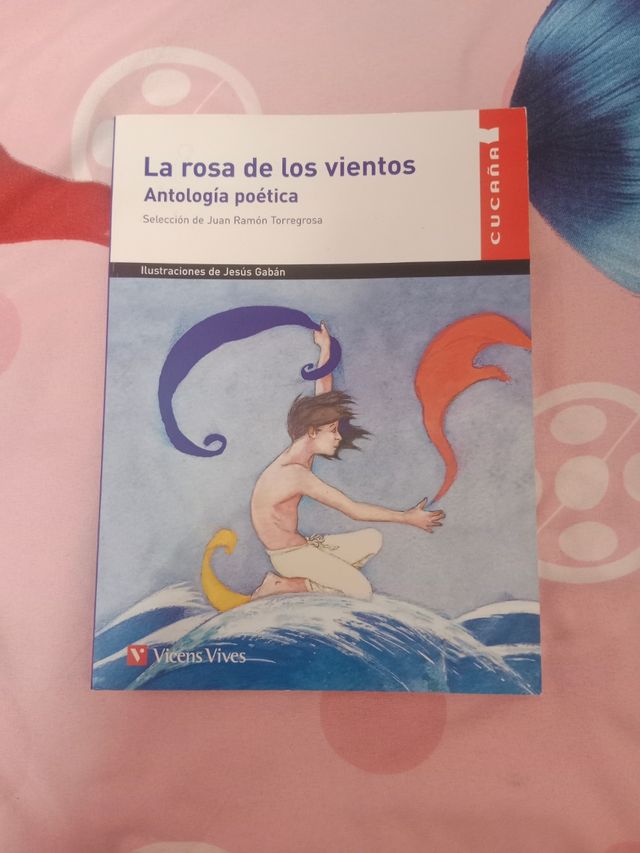 La rosa de los vientos
Antología poética
Selección de Juan Ramón Torregrosa
CUCAÑA
Ilustraciones de Jesús Gabán
Vicens Vives